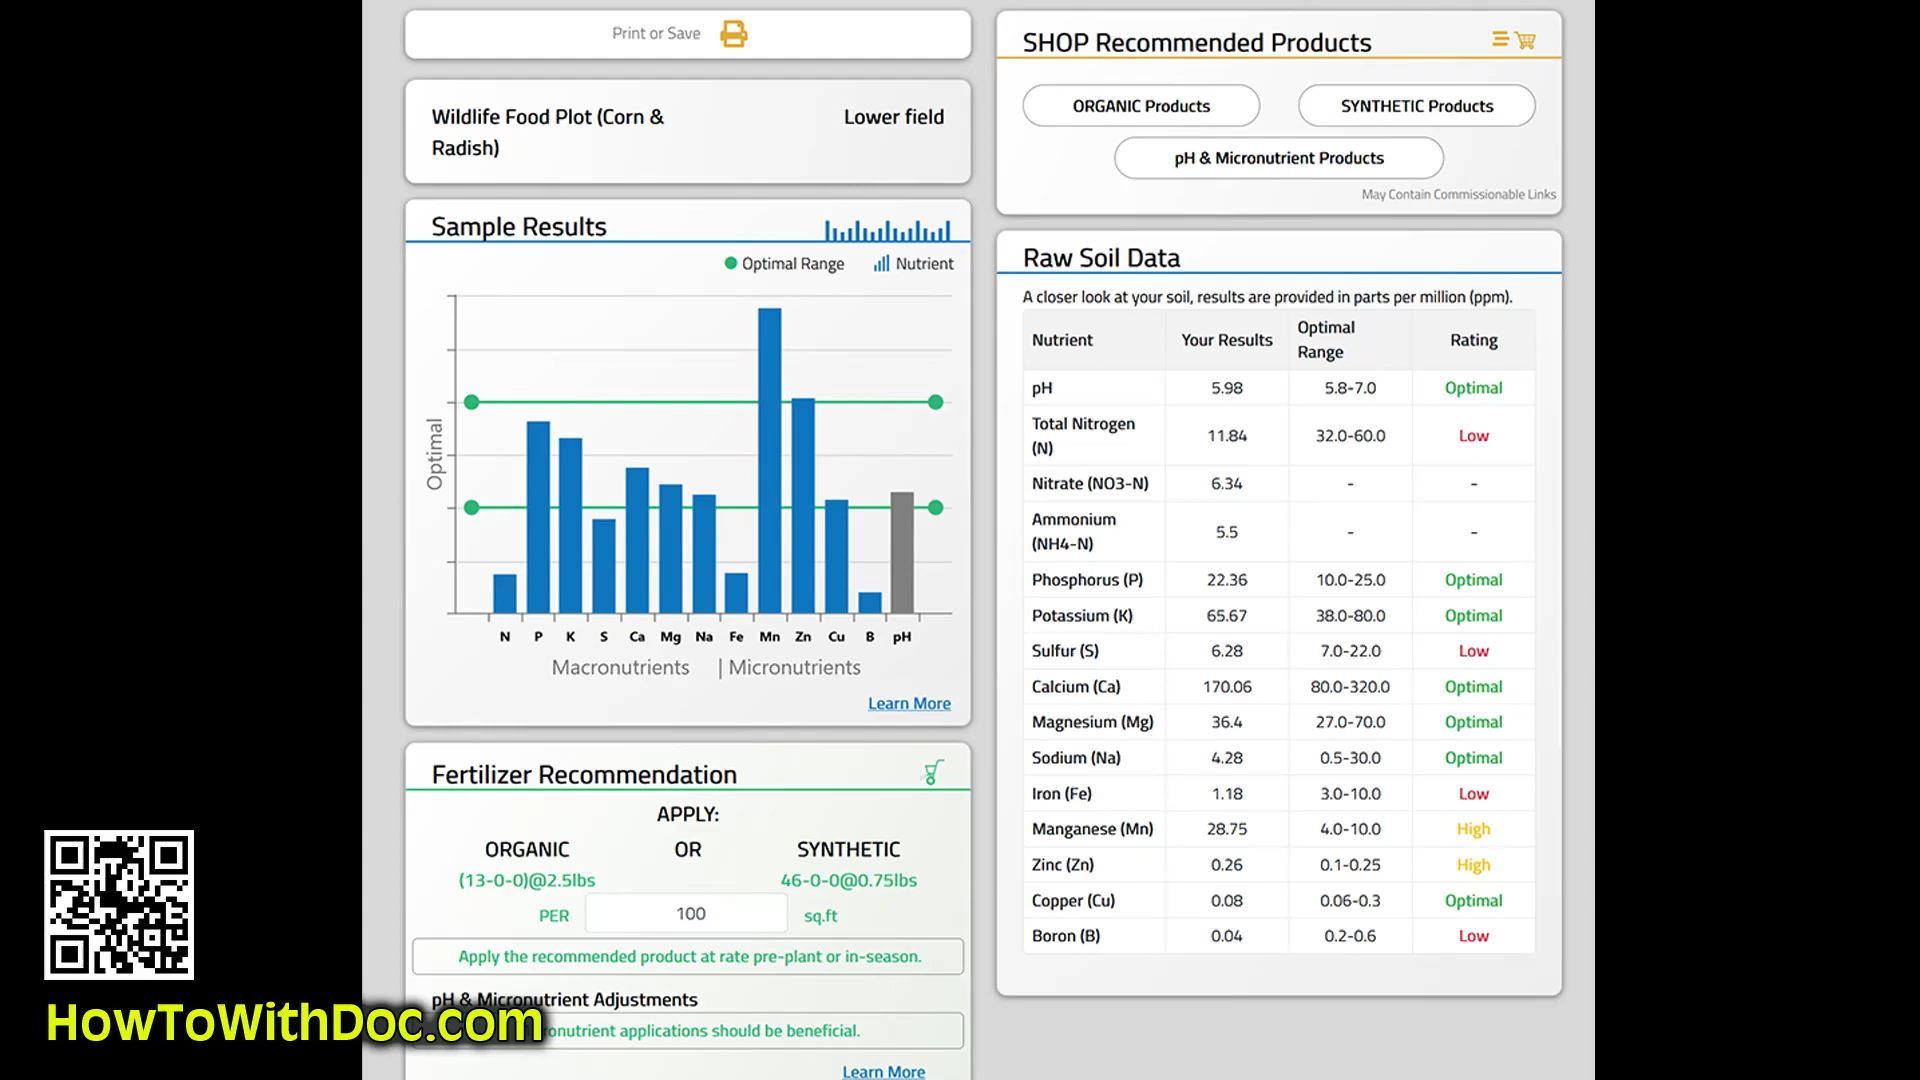 Print or Save
Wildlife Food Plot (Corn &
Radish)
Lower field
Sample Results
Optimal Range
Nutrient
Optimal
N P K S Ca Mg Na Fe Mn Zn Cu B pH
Macronutrients | Micronutrients
Learn More
Fertilizer Recommendation
APPLY:
ORGANIC OR SYNTHETIC
(13-0-0)@2.5lbs 46-0-0@0.75lbs
PER 100 sq.ft
Apply the recommended product at rate pre-plant or in-season.
pH & Micronutrient Adjustments
onutrient applications should be beneficial.
Learn More
SHOP Recommended Products
ORGANIC Products
SYNTHETIC Products
pH & Micronutrient Products
May Contain Commissionable Links
Raw Soil Data
A closer look at your soil, results are provided in parts per million (ppm).
Nutrient Your Results Optimal Range Rating
pH 5.98 5.8-7.0 Optimal
Total Nitrogen (N) 11.84 32.0-60.0 Low
Nitrate (NO3-N) 6.34 - -
Ammonium (NH4-N) 5.5 - -
Phosphorus (P) 22.36 10.0-25.0 Optimal
Potassium (K) 65.67 38.0-80.0 Optimal
Sulfur (S) 6.28 7.0-22.0 Low
Calcium (Ca) 170.06 80.0-320.0 Optimal
Magnesium (Mg) 36.4 27.0-70.0 Optimal
Sodium (Na) 4.28 0.5-30.0 Optimal
Iron (Fe) 1.18 3.0-10.0 Low
Manganese (Mn) 28.75 4.0-10.0 High
Zinc (Zn) 0.26 0.1-0.25 High
Copper (Cu) 0.08 0.06-0.3 Optimal
Boron (B) 0.04 0.2-0.6 Low
HowToWithDoc.com